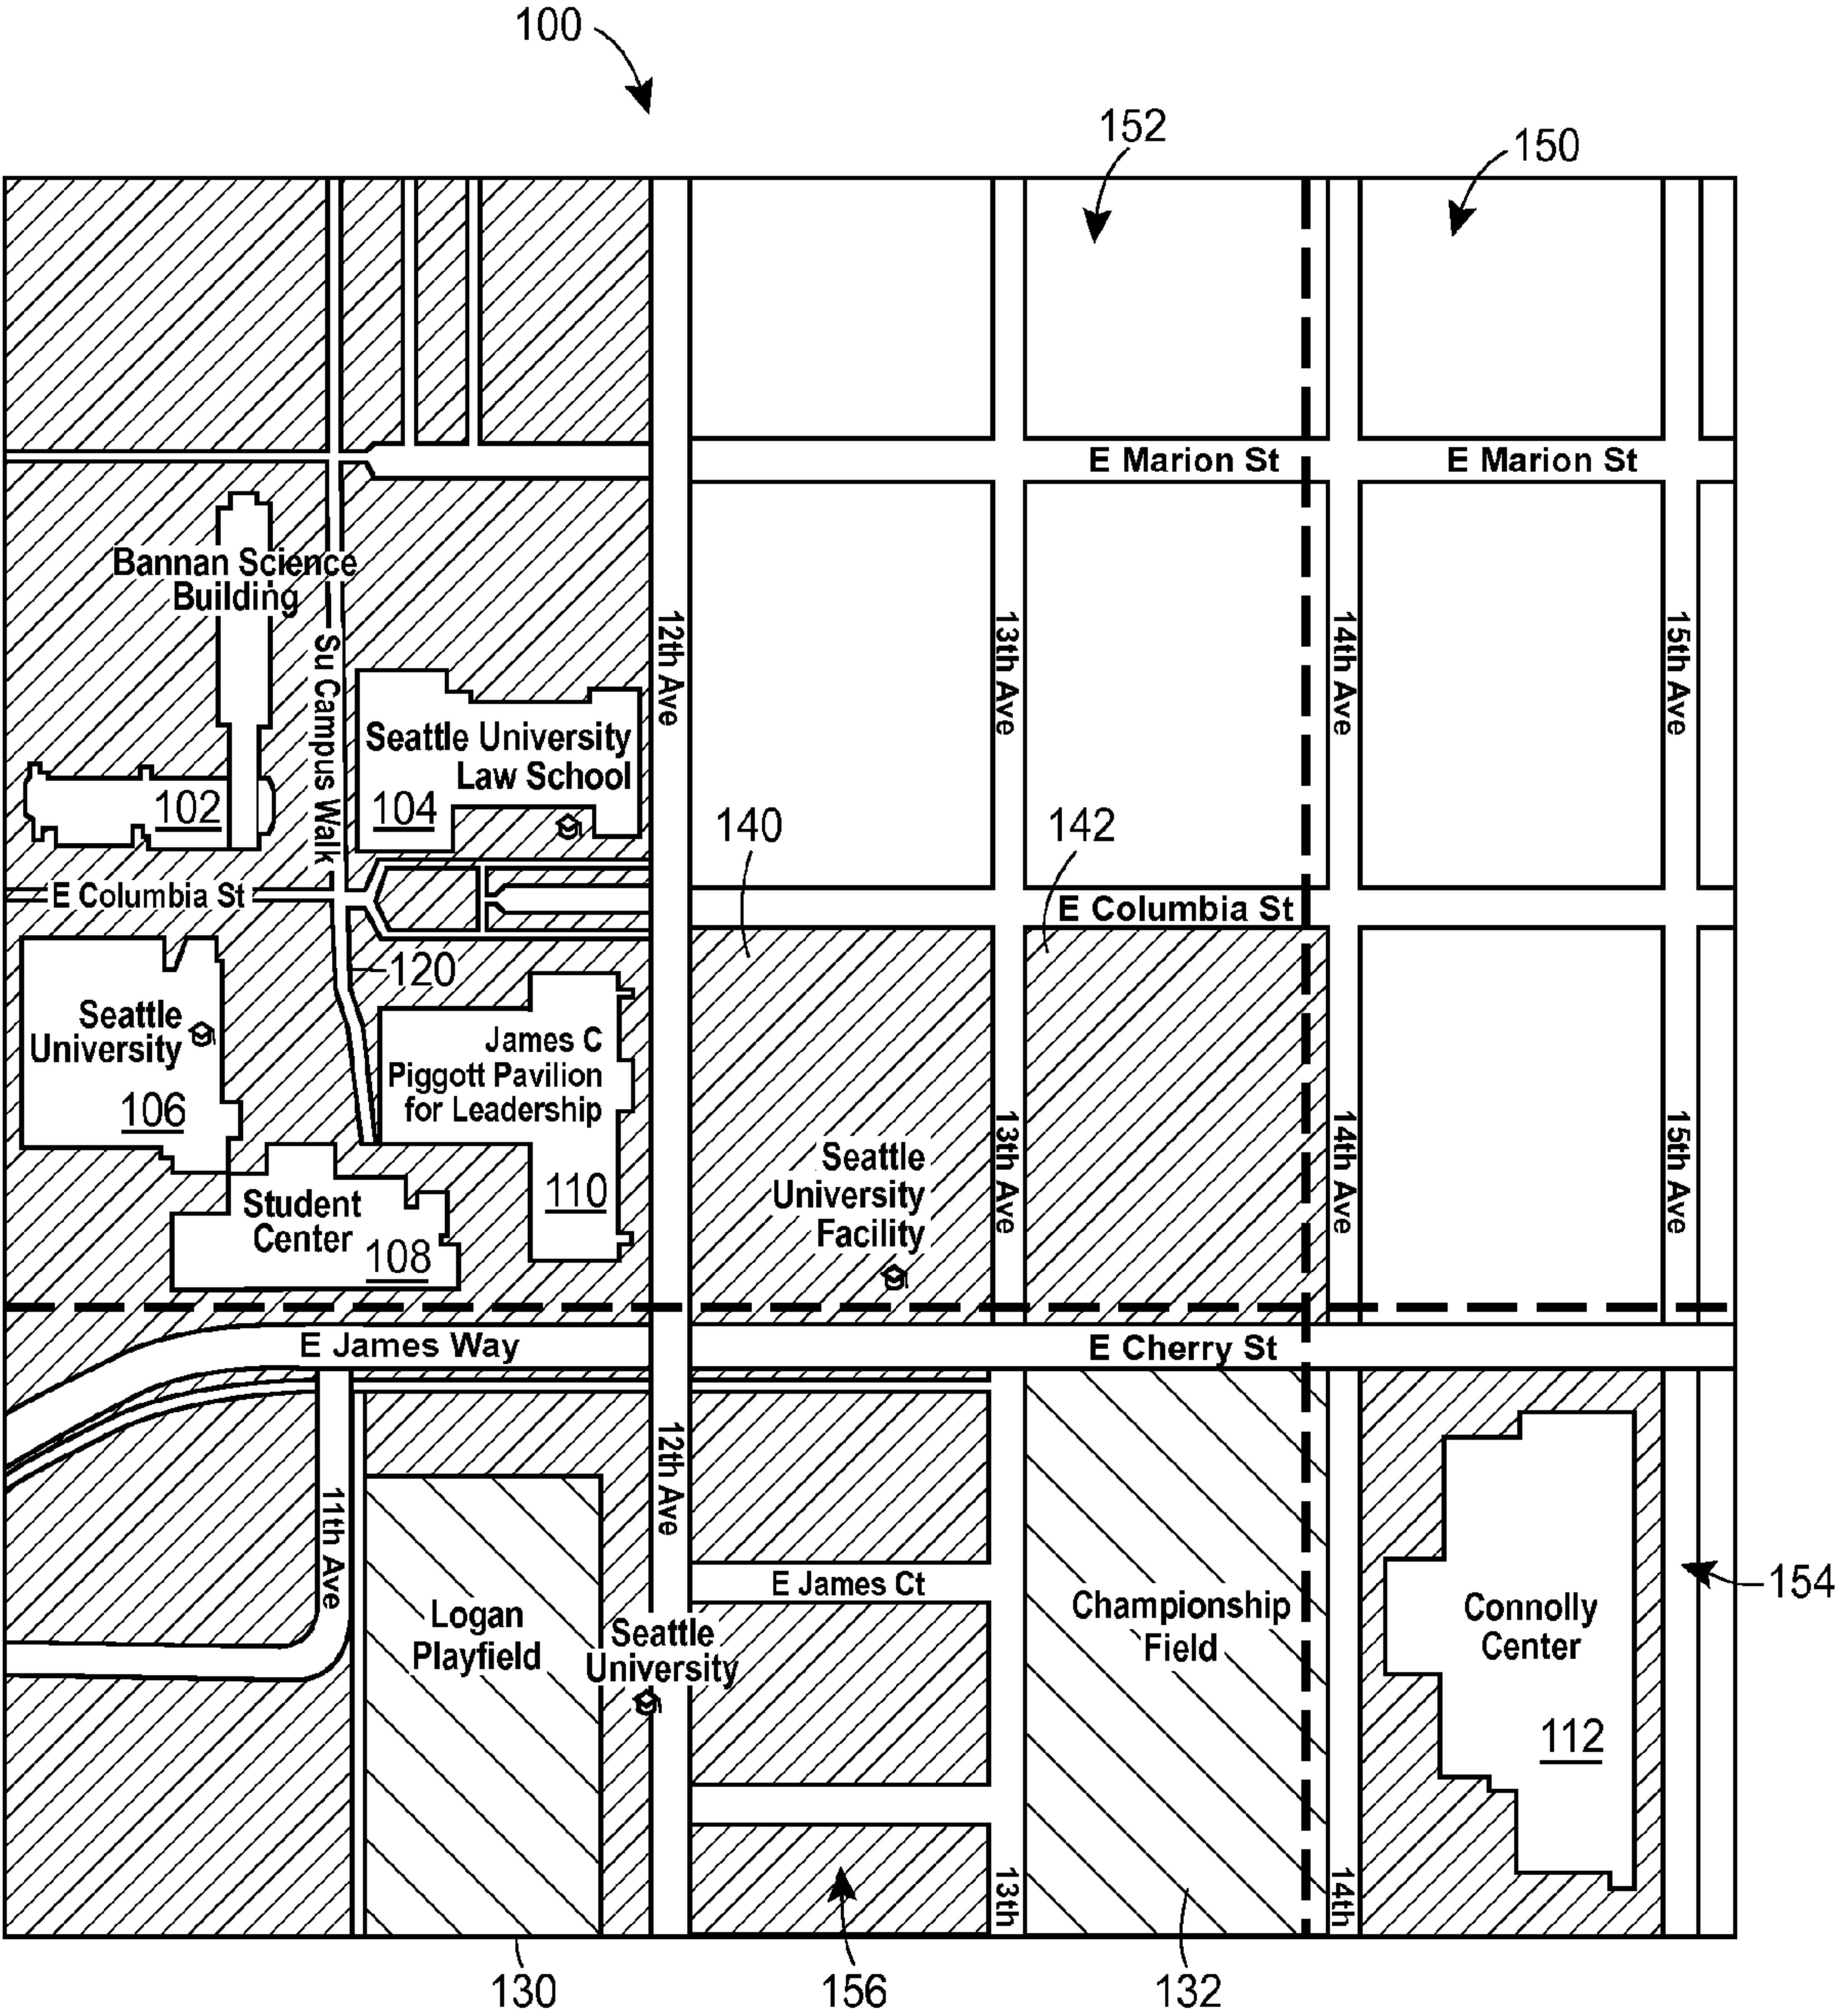 100
152
150
E Marion St
E Marion St
Bannan Science
Building
Su Campus Walk
12th Ave
13th Ave
14th Ave
15th Ave
Seattle University
Law School
102
104
140
142
E Columbia St
E Columbia St
120
Seattle
University
106
James C
Piggott Pavilion
for Leadership
110
Student
Center
108
Seattle
University
Facility
13th Ave
14th Ave
15th Ave
E James Way
E Cherry St
11th Ave
12th Ave
E James Ct
Logan
Playfield
Seattle
University
Championship
Field
Connolly
Center
154
112
13th
14th
130
156
132